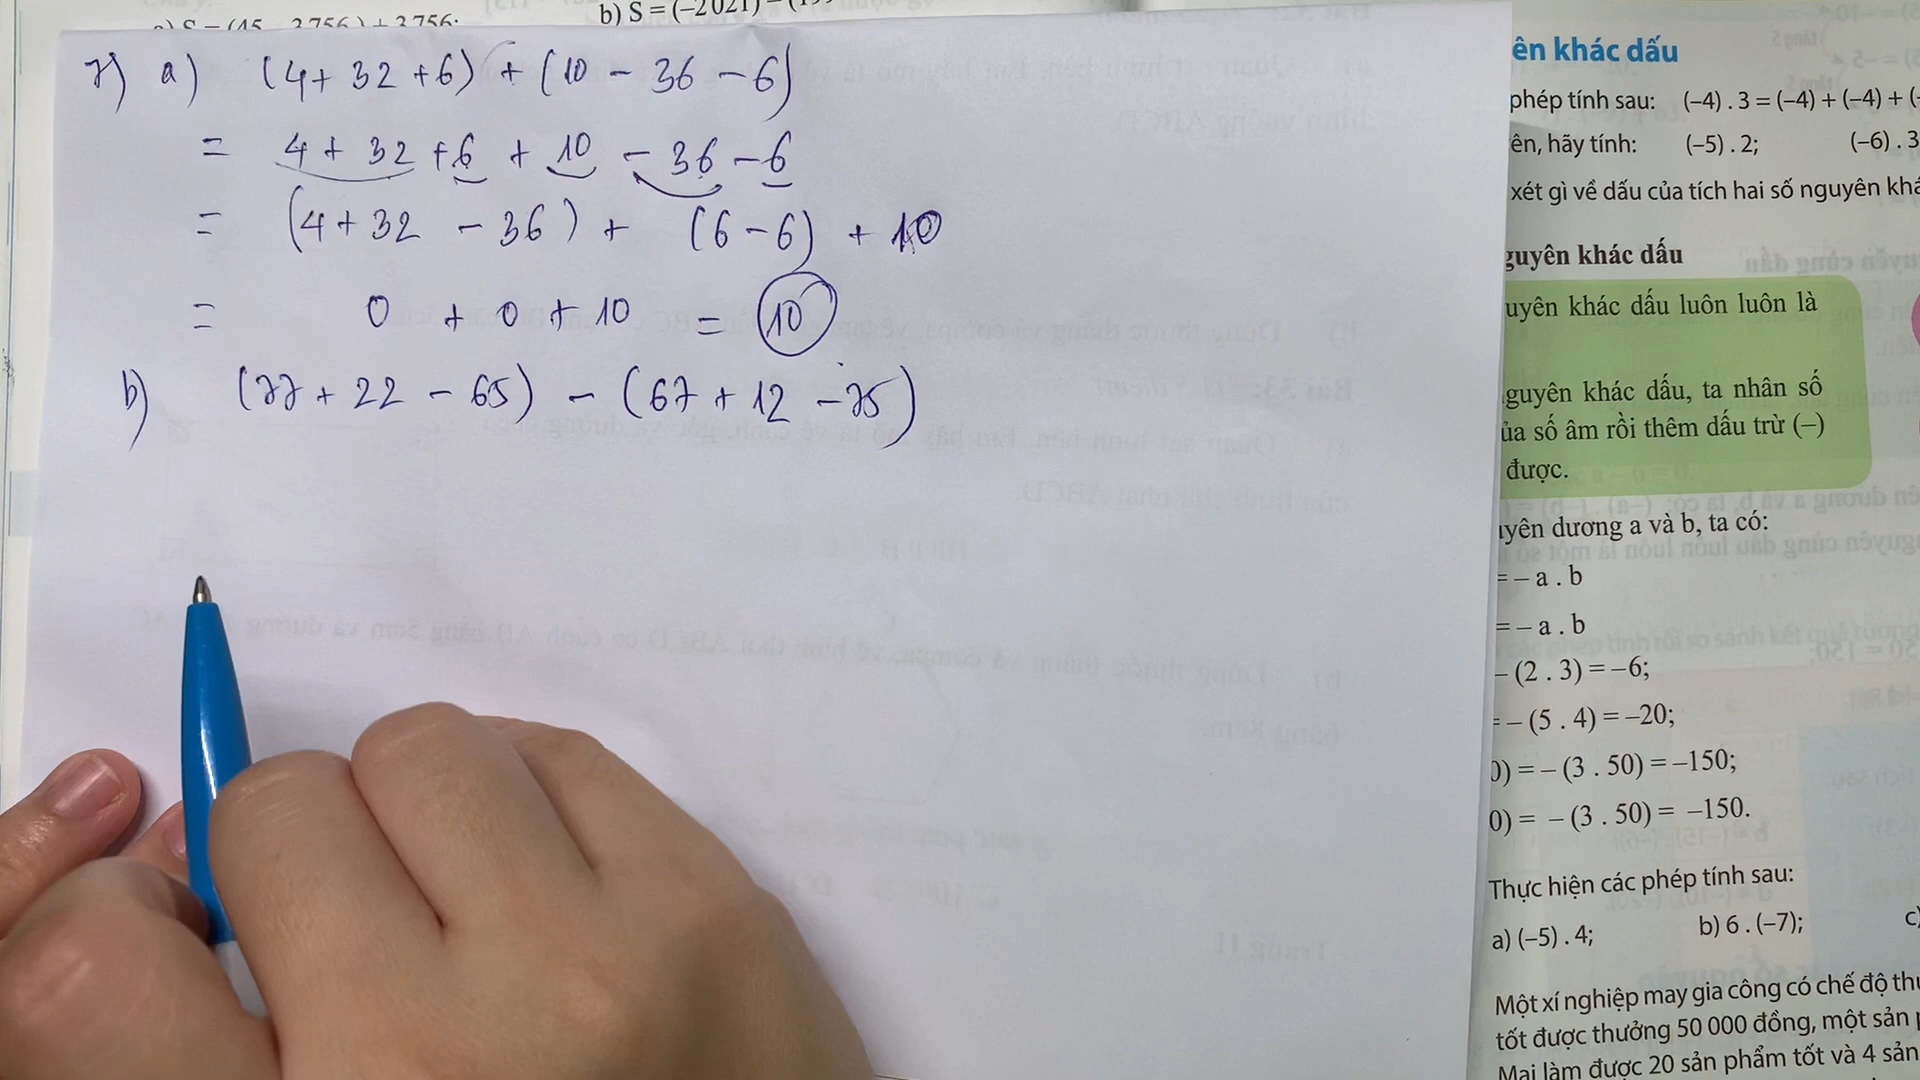 b) S = (–2021) –
7) a) (4 + 32 + 6) + (10 – 36 – 6)
= 4 + 32 + 6 + 10 – 36 – 6
= (4 + 32 – 36) + (6 – 6) + 10
= 0 + 0 + 10 = 10
b) (77 + 22 – 65) – (67 + 12 – 75)
ên khác dấu
phép tính sau: (–4) . 3 = (–4) + (–4) + (–
ên, hãy tính: (–5) . 2; (–6) . 3
xét gì về dấu của tích hai số nguyên khá
guyên khác dấu
uyên khác dấu luôn luôn là
guyên khác dấu, ta nhân số
ủa số âm rồi thêm dấu trừ (–)
được.
uyên dương a và b, ta có:
= – a . b
= – a . b
– (2 . 3) = –6;
= – (5 . 4) = –20;
0) = – (3 . 50) = –150;
0) = – (3 . 50) = –150.
Thực hiện các phép tính sau:
a) (–5) . 4; b) 6 . (–7); c)
Một xí nghiệp may gia công có chế độ thư
tốt được thưởng 50 000 đồng, một sản p
Mai làm được 20 sản phẩm tốt và 4 sản